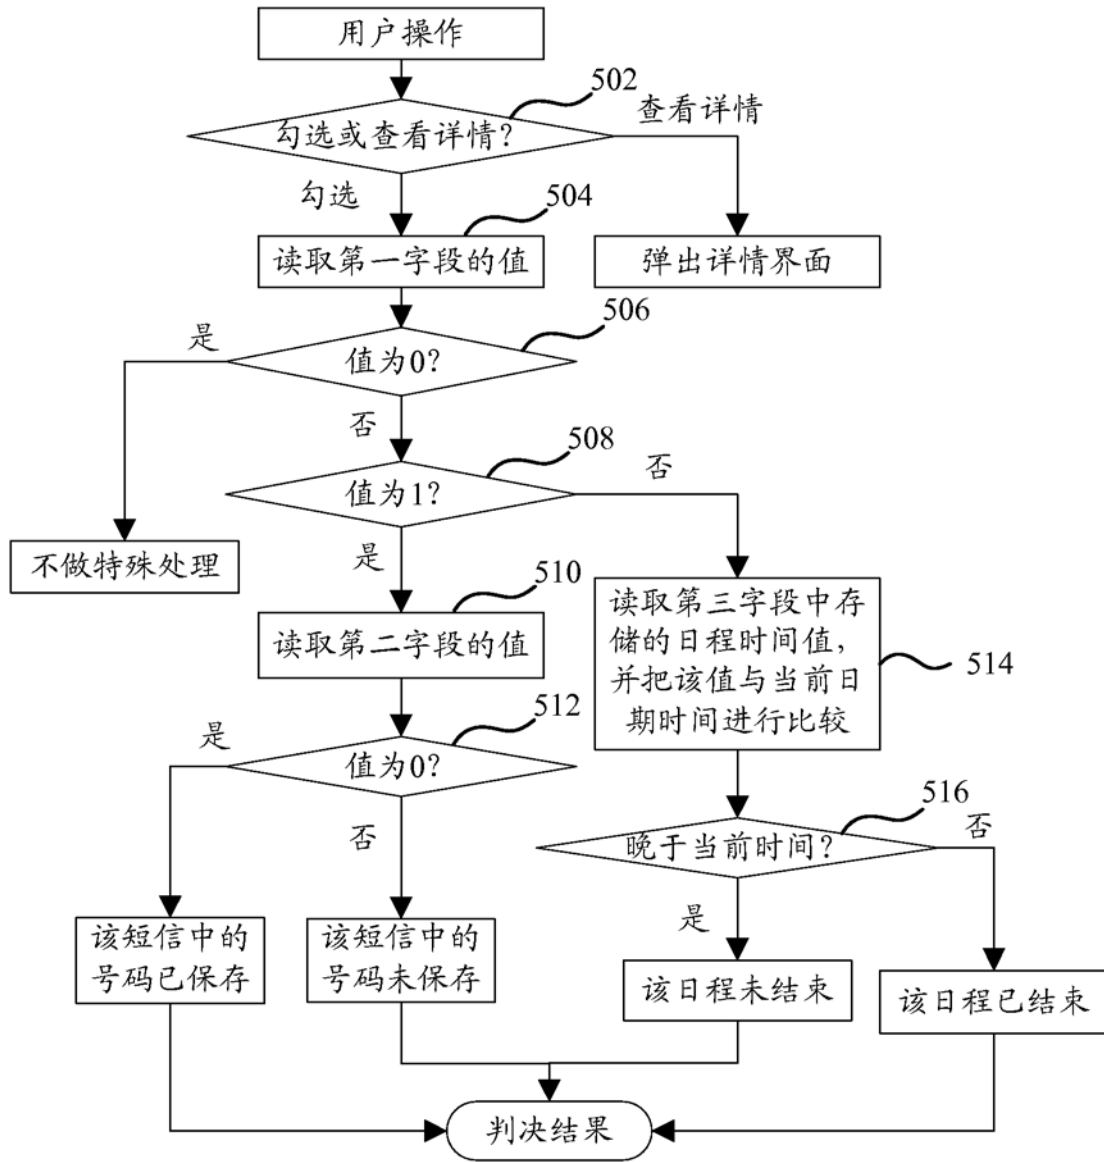 用户操作
502
勾选或查看详情?
查看详情
勾选
504
读取第一字段的值
弹出详情界面
506
是
值为0?
否
508
值为1?
否
不做特殊处理
是
510
读取第二字段的值
读取第三字段中存
储的日程时间值,
并把该值与当前日
期时间进行比较
514
512
是
值为0?
否
516
晚于当前时间?
否
是
该短信中的
号码已保存
该短信中的
号码未保存
该日程未结束
该日程已结束
判决结果